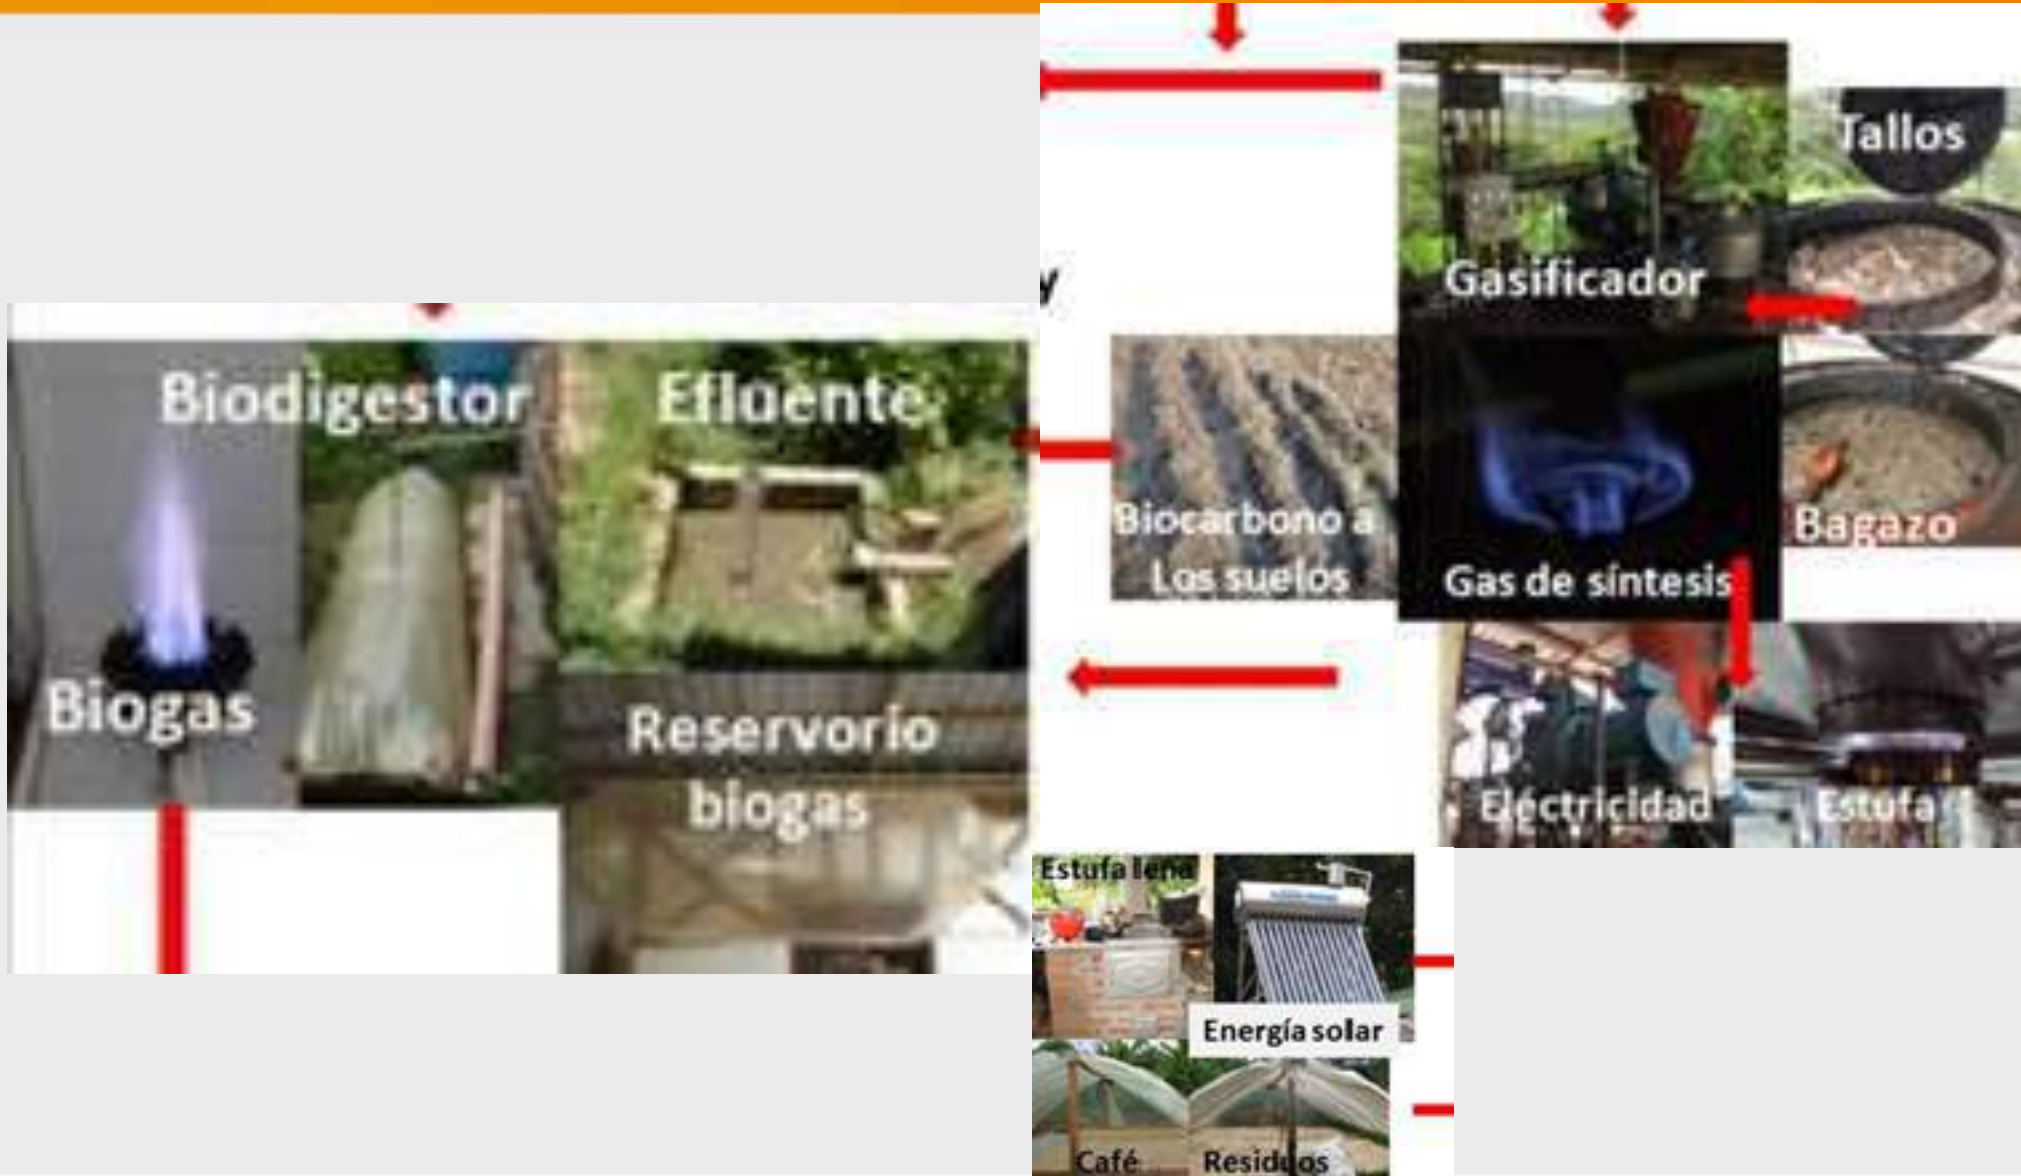 Biodigestor
Efluente
Biogas
Reservorio
biogas
y
Gasificador
Tallos
Biocarbono a
Los suelos
Gas de síntesis
Bagazo
Eléctricidad
Estufa
Estufa leña
Energía solar
Café
Residuos